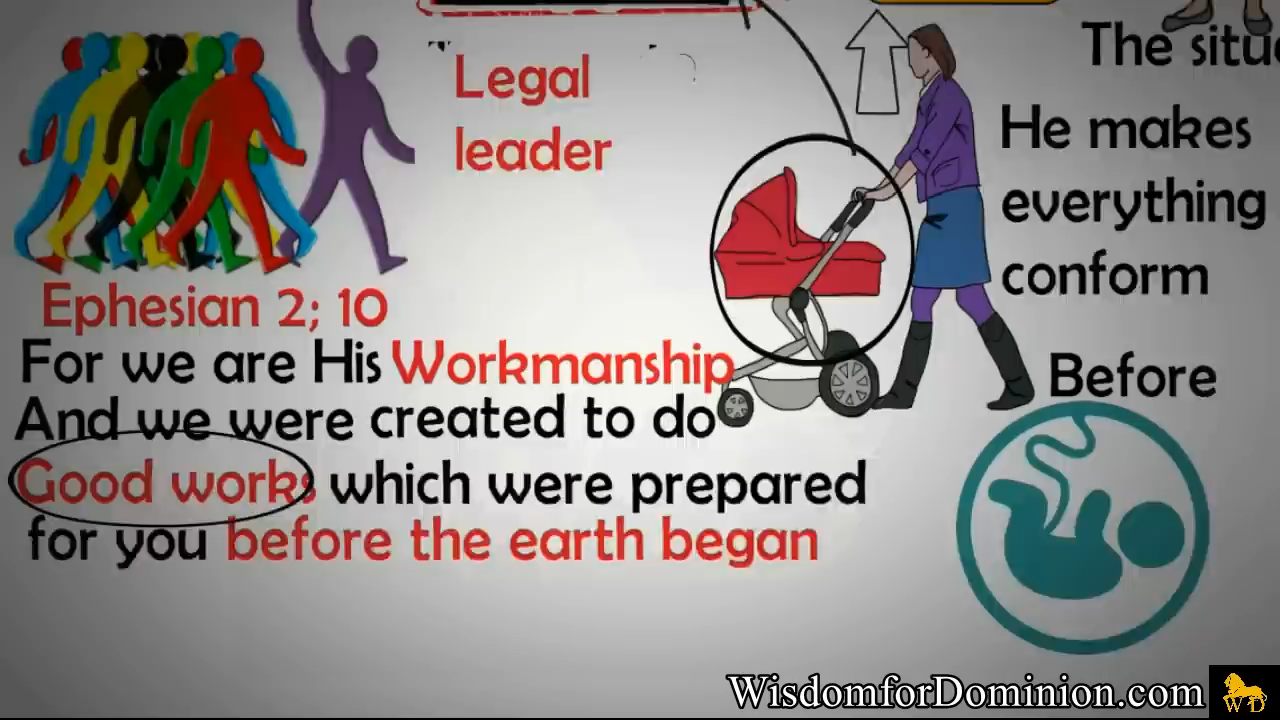 Legal
leader
The situ
He makes
everything
conform
Ephesian 2; 10
For we are His Workmanship
And we were created to do
Good works which were prepared
for you before the earth began
Before
WisdomforDominion.com
WD